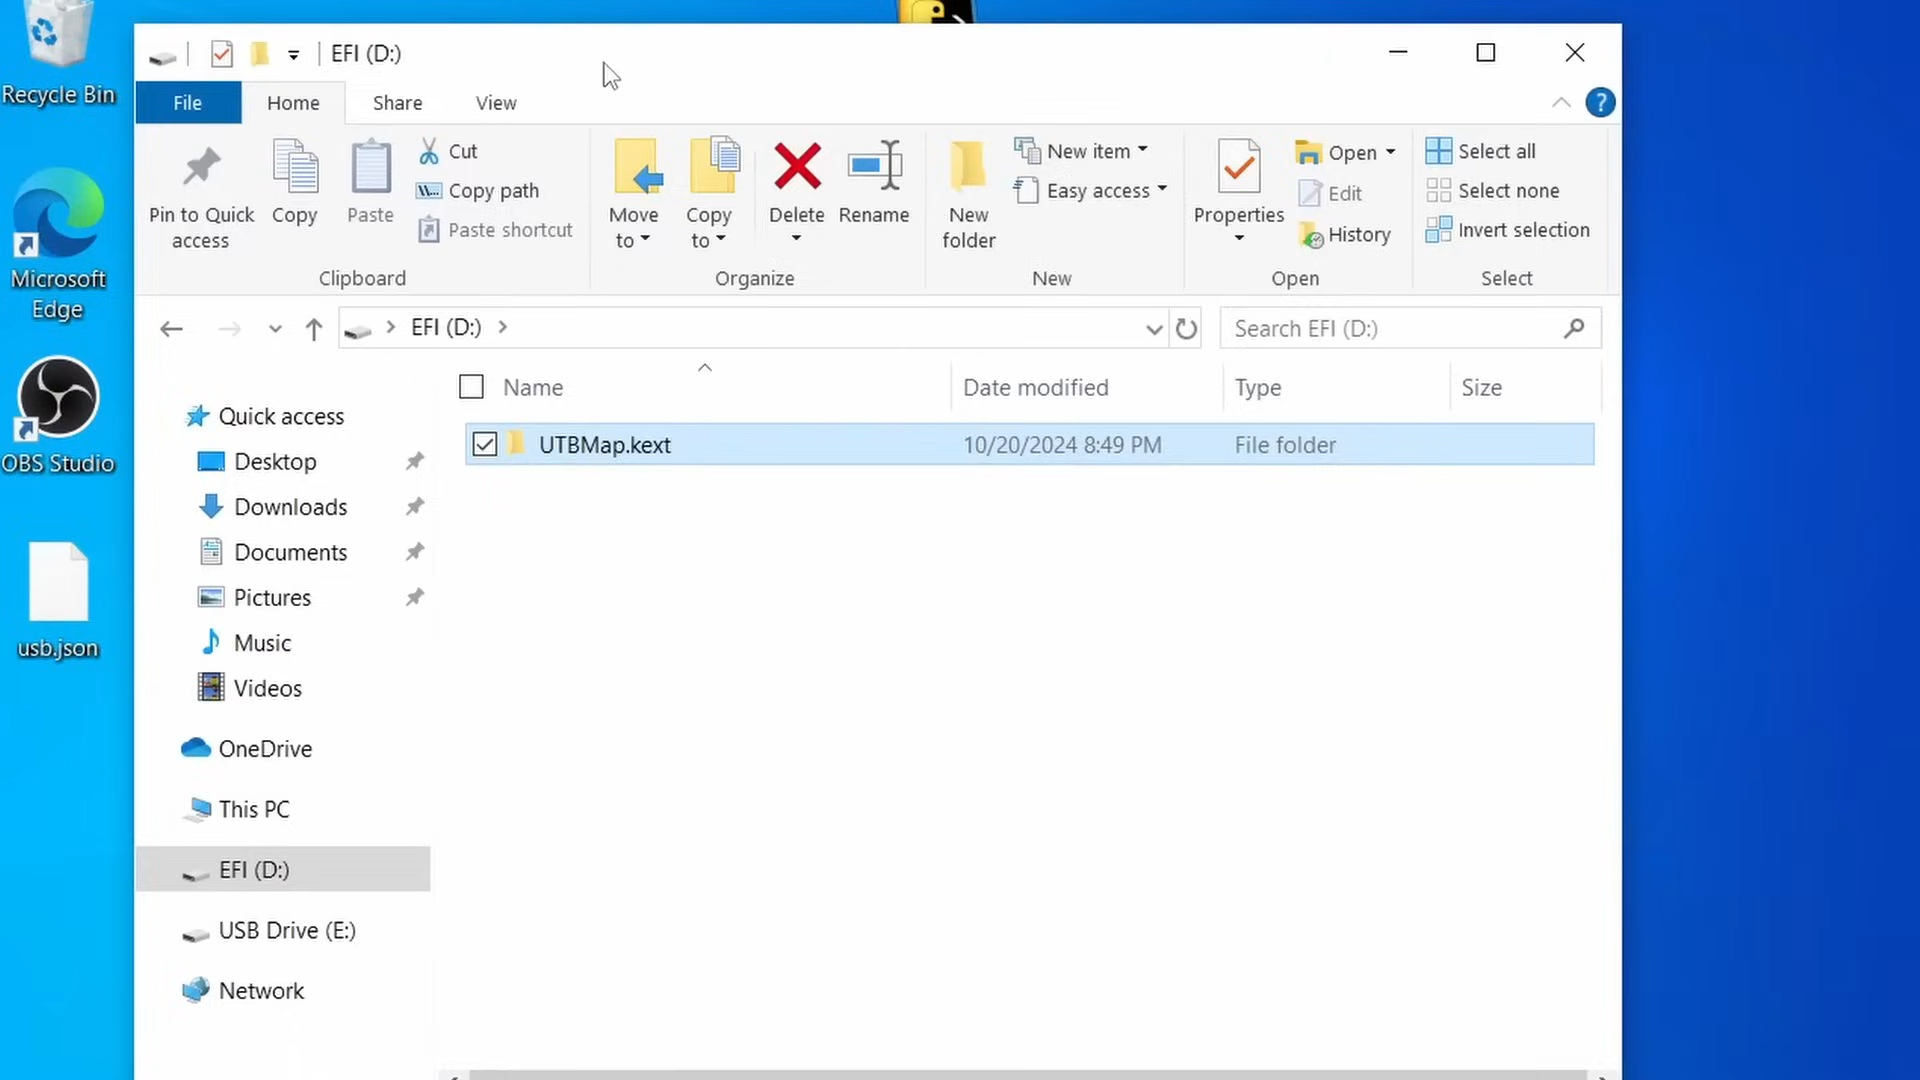 Recycle Bin
Microsoft
Edge
OBS Studio
usb.json
EFI (D:)
File
Home
Share
View
?
Pin to Quick
access
Copy
Paste
Cut
Copy path
Paste shortcut
Clipboard
Move
to
Copy
to
Delete
Rename
Organize
New
folder
New item
Easy access
New
Properties
Open
Edit
History
Open
Select all
Select none
Invert selection
Select
EFI (D:)
Search EFI (D:)
Name
Date modified
Type
Size
UTBMap.kext
10/20/2024 8:49 PM
File folder
Quick access
Desktop
Downloads
Documents
Pictures
Music
Videos
OneDrive
This PC
EFI (D:)
USB Drive (E:)
Network